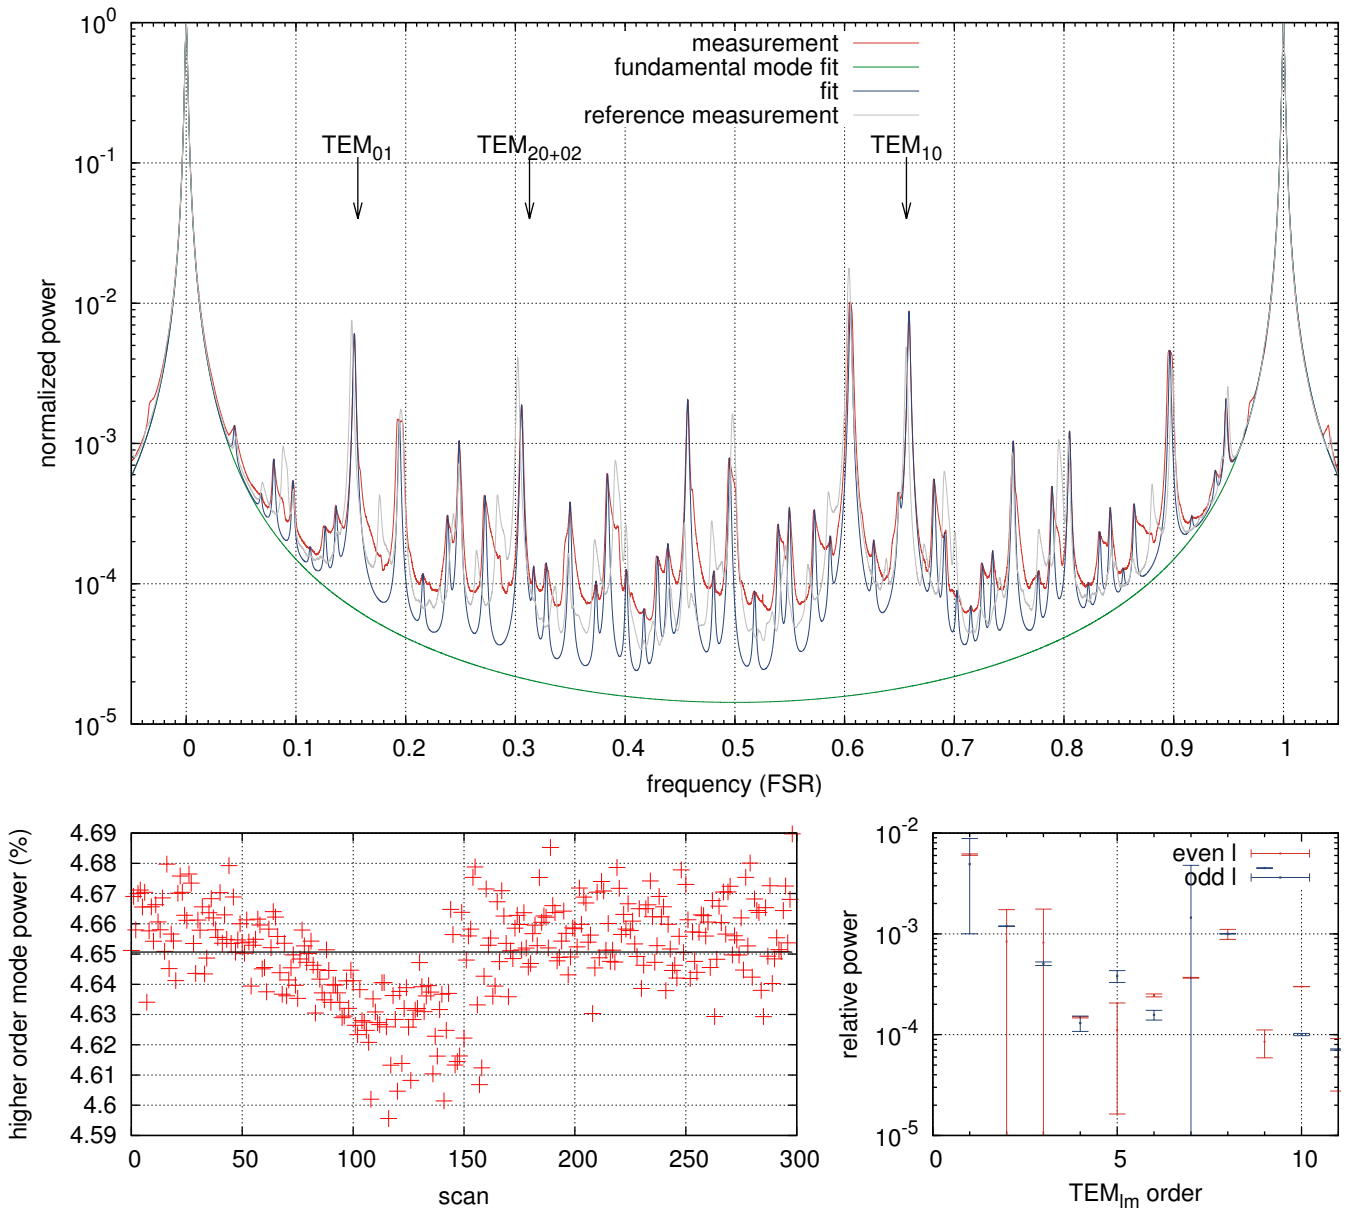 10^0
10^-1
10^-2
10^-3
10^-4
10^-5
normalized power
measurement
fundamental mode fit
fit
reference measurement
TEM_01
TEM_20+02
TEM_10
0 0.1 0.2 0.3 0.4 0.5 0.6 0.7 0.8 0.9 1
frequency (FSR)
higher order mode power (%)
4.69
4.68
4.67
4.66
4.65
4.64
4.63
4.62
4.61
4.6
4.59
0 50 100 150 200 250 300
scan
relative power
10^-2
10^-3
10^-4
10^-5
even l
odd l
0 5 10
TEM_lm order